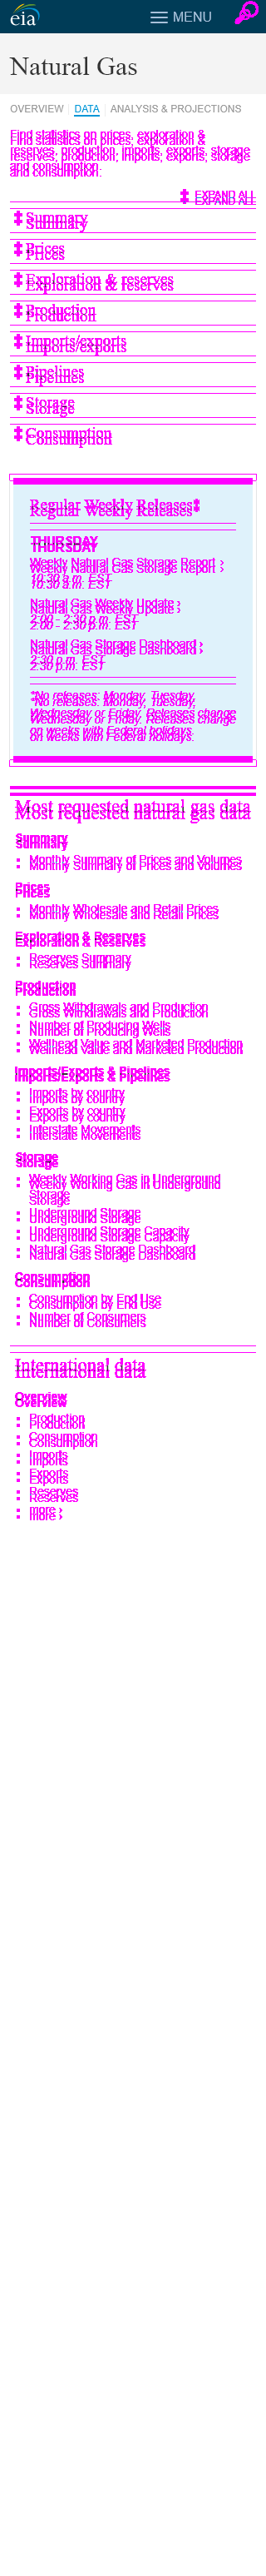 eia
MENU
Natural Gas
OVERVIEW
DATA
ANALYSIS & PROJECTIONS
Find statistics on prices, exploration &
reserves, production, imports, exports, storage
and consumption.
EXPAND ALL
Summary
Prices
Exploration & reserves
Production
Imports/exports
Pipelines
Storage
Consumption
Regular Weekly Releases‡
THURSDAY
Weekly Natural Gas Storage Report ›
10:30 a.m. EST
Natural Gas Weekly Update ›
2:00 - 2:30 p.m. EST
Natural Gas Storage Dashboard ›
2:30 p.m. EST
‡No releases: Monday, Tuesday,
Wednesday or Friday. Releases change
on weeks with Federal holidays.
Most requested natural gas data
Summary
Monthly Summary of Prices and Volumes
Prices
Monthly Wholesale and Retail Prices
Exploration & Reserves
Reserves Summary
Production
Gross Withdrawals and Production
Number of Producing Wells
Wellhead Value and Marketed Production
Imports/Exports & Pipelines
Imports by country
Exports by country
Interstate Movements
Storage
Weekly Working Gas in Underground
Storage
Underground Storage
Underground Storage Capacity
Natural Gas Storage Dashboard
Consumption
Consumption by End Use
Number of Consumers
International data
Overview
Production
Consumption
Imports
Exports
Reserves
more ›